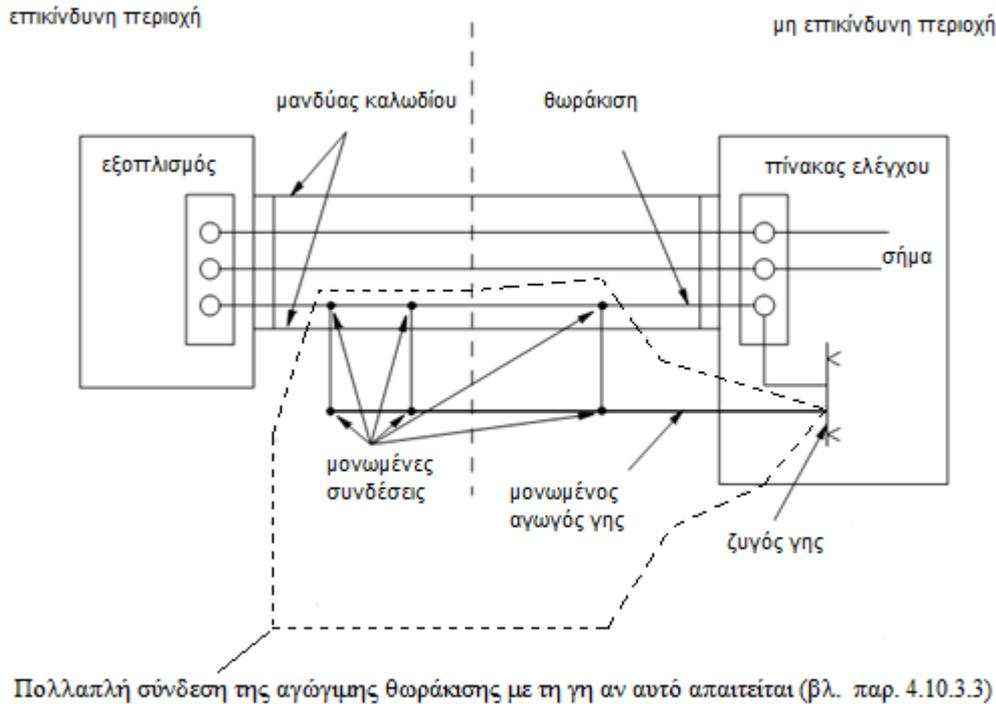 επικίνδυνη περιοχή
μη επικίνδυνη περιοχή
μανδύας καλωδίου
θωράκιση
εξοπλισμός
πίνακας ελέγχου
σήμα
μονωμένες
συνδέσεις
μονωμένος
αγωγός γης
ζυγός γης
Πολλαπλή σύνδεση της αγώγιμης θωράκισης με τη γη αν αυτό απαιτείται (βλ. παρ. 4.10.3.3)